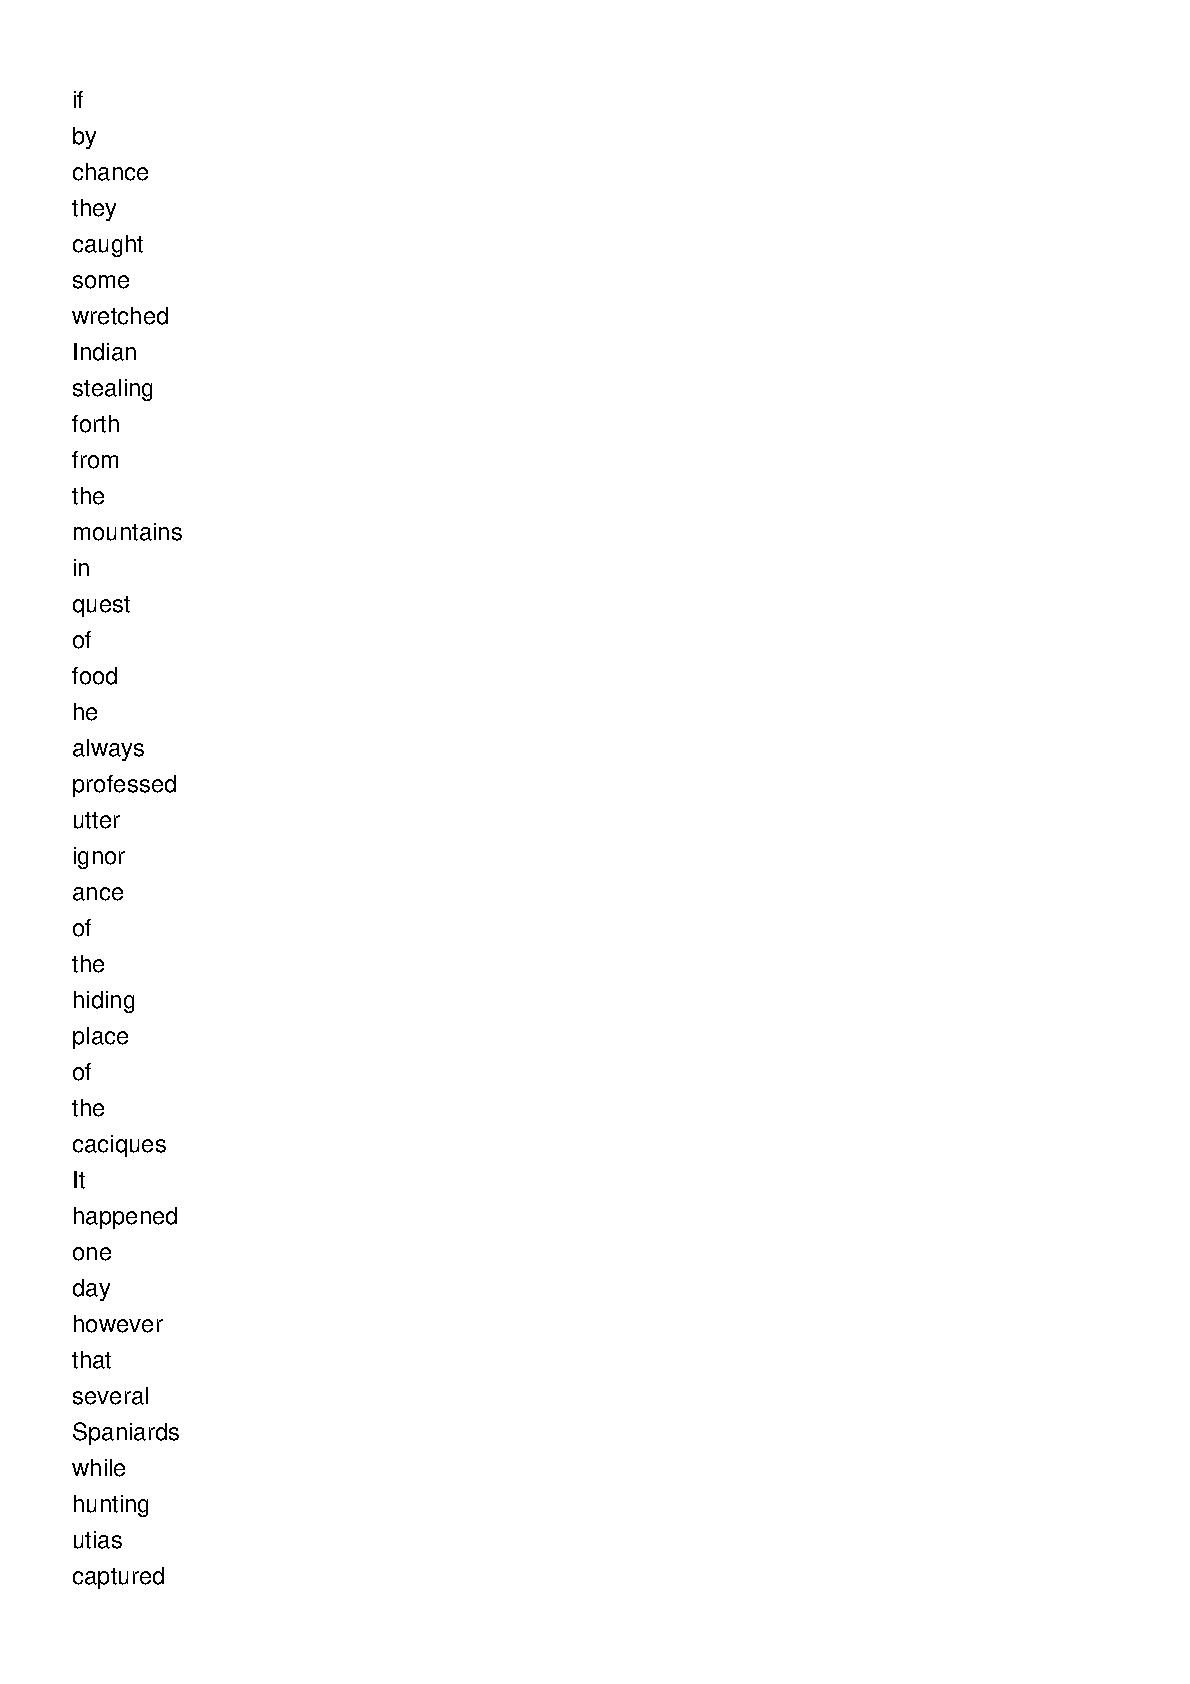 if
by
chance
they
caught
some
wretched
Indian
stealing
forth
from
the
mountains
in
quest
of
food
he
always
professed
utter
ignor
ance
of
the
hiding
place
of
the
caciques
It
happened
one
day
however
that
several
Spaniards
while
hunting
utias
captured